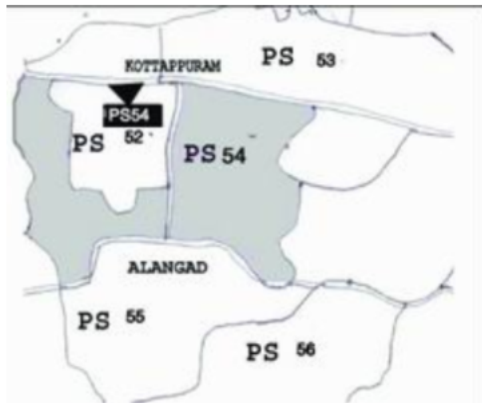 PS 53
KOTTAPPURAM
PS54
PS 52
PS 54
ALANGAD
PS 55
PS 56